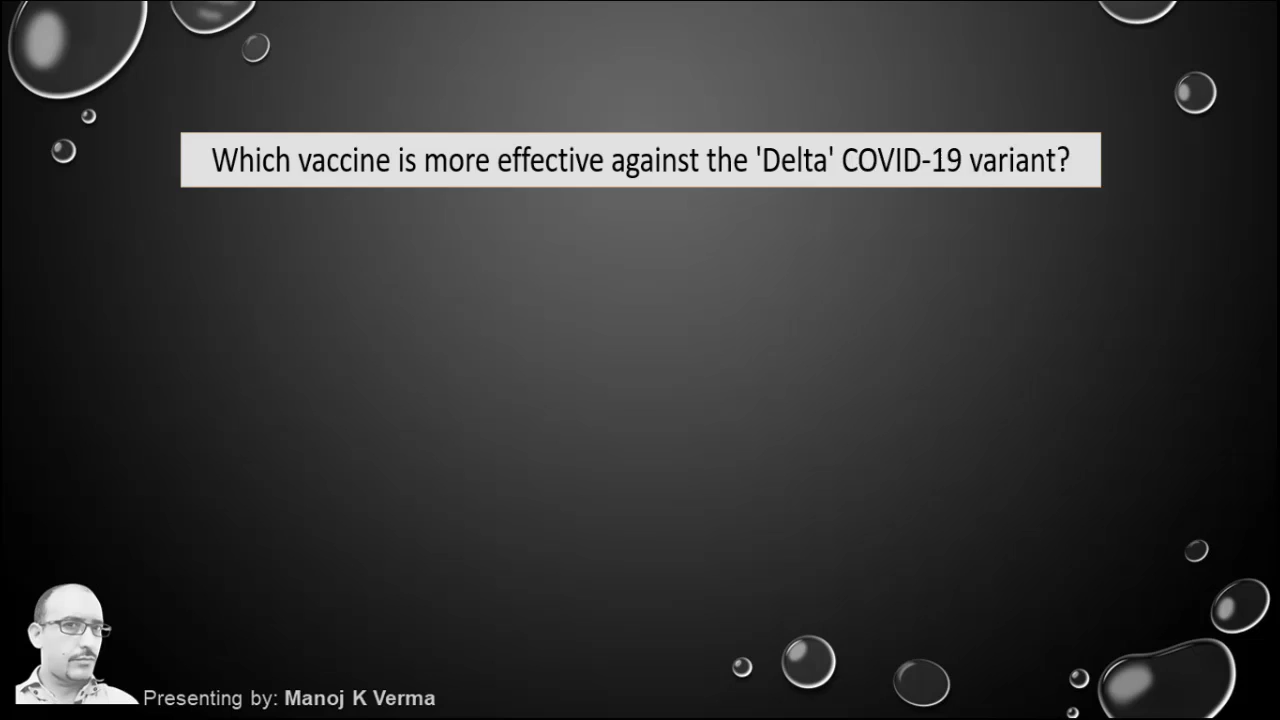 Which vaccine is more effective against the 'Delta' COVID-19 variant?
Presenting by: Manoj K Verma